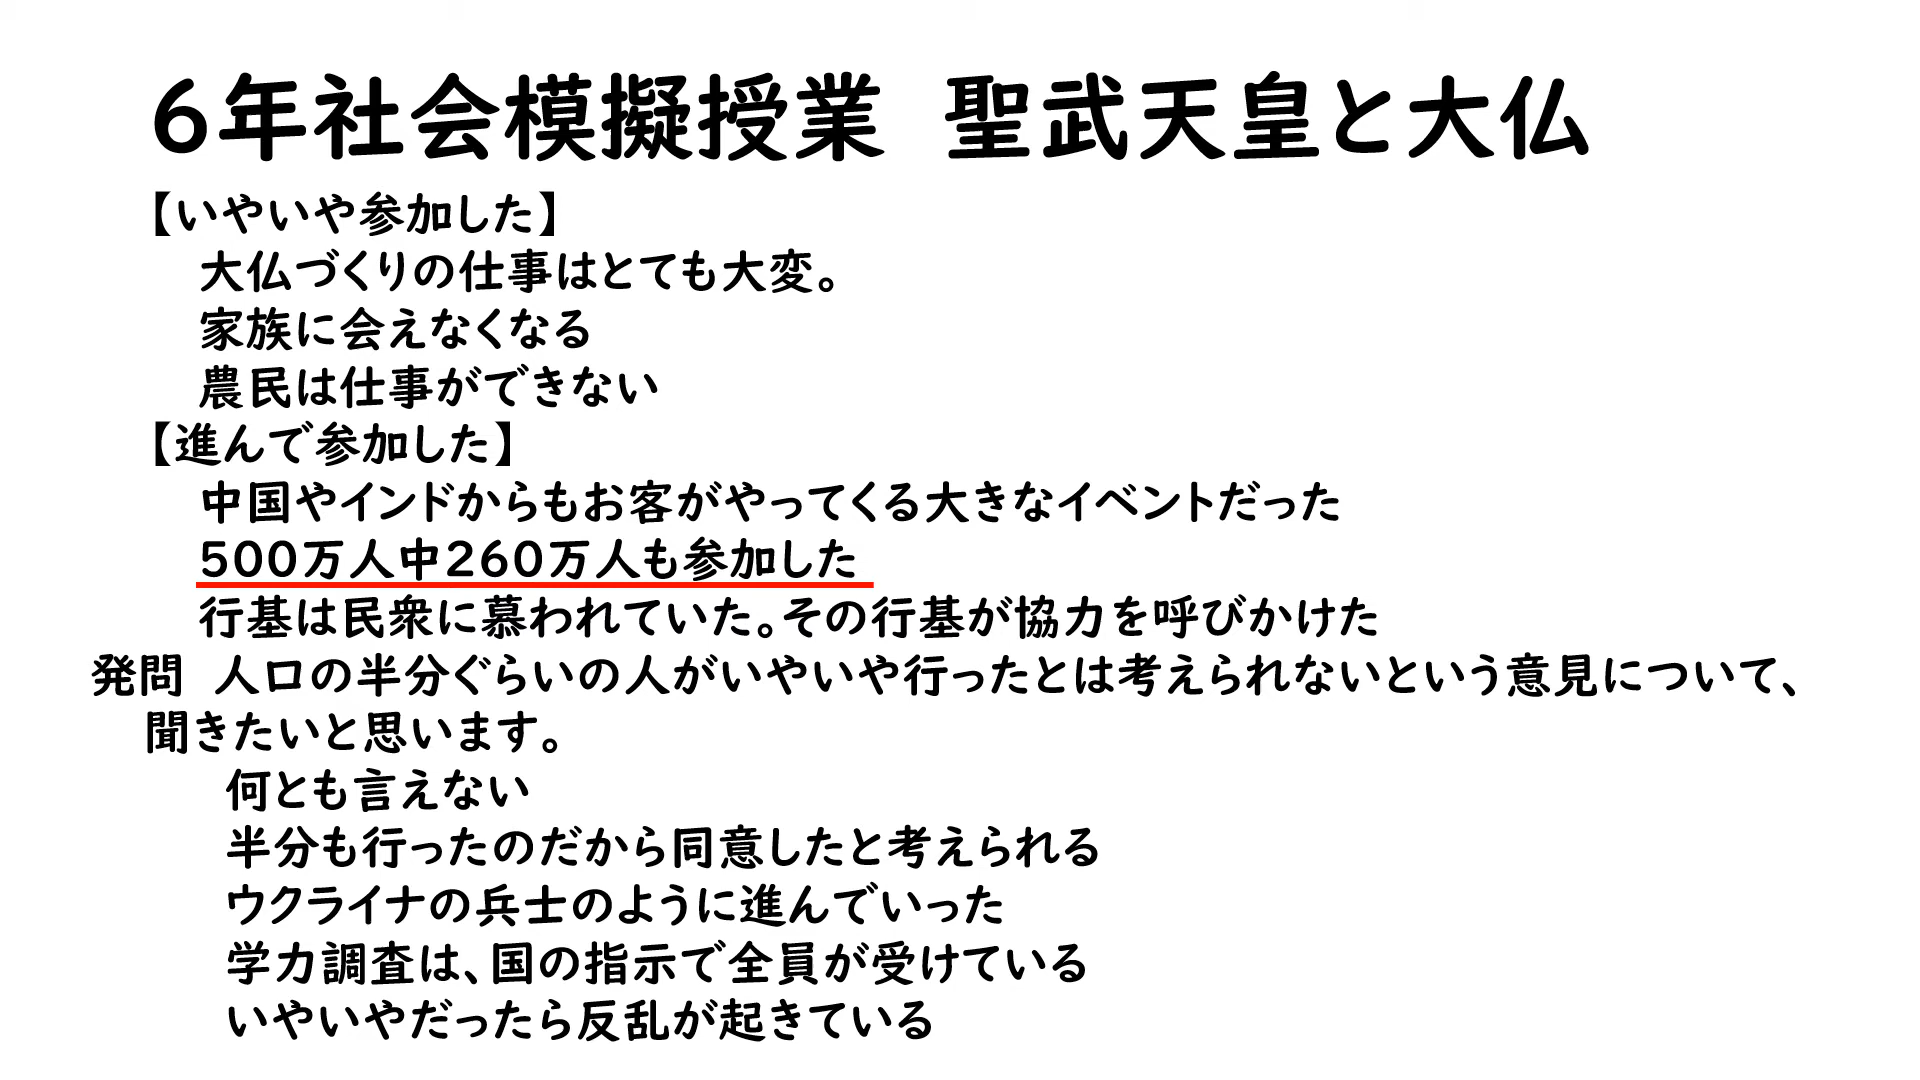 6年社会模擬授業　聖武天皇と大仏
【いやいや参加した】
大仏づくりの仕事はとても大変。
家族に会えなくなる
農民は仕事ができない
【進んで参加した】
中国やインドからもお客がやってくる大きなイベントだった
500万人中260万人も参加した
行基は民衆に慕われていた。その行基が協力を呼びかけた
発問　人口の半分ぐらいの人がいやいや行ったとは考えられないという意見について、
聞きたいと思います。
何とも言えない
半分も行ったのだから同意したと考えられる
ウクライナの兵士のように進んでいった
学力調査は、国の指示で全員が受けている
いやいやだったら反乱が起きている